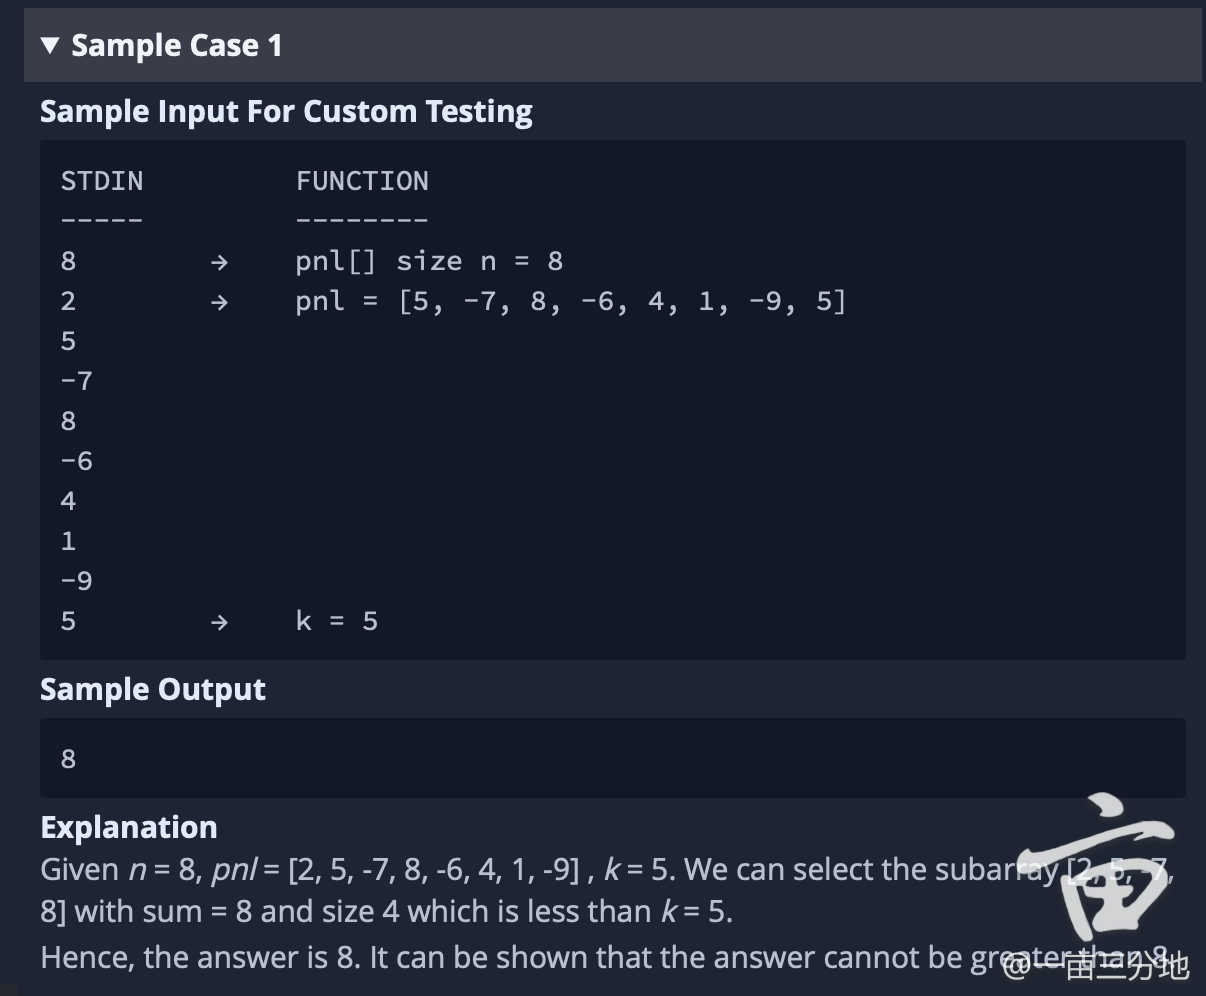 ▼ Sample Case 1
Sample Input For Custom Testing
STDIN FUNCTION
----- --------
8 → pnl[] size n = 8
2 → pnl = [5, -7, 8, -6, 4, 1, -9, 5]
5
-7
8
-6
4
1
-9
5 → k = 5
Sample Output
8
Explanation
Given n = 8, pnl = [2, 5, -7, 8, -6, 4, 1, -9] , k = 5. We can select the subarray [2, 5, -7,
8] with sum = 8 and size 4 which is less than k = 5.
Hence, the answer is 8. It can be shown that the answer cannot be greater than 8.
亩
@一亩三分地